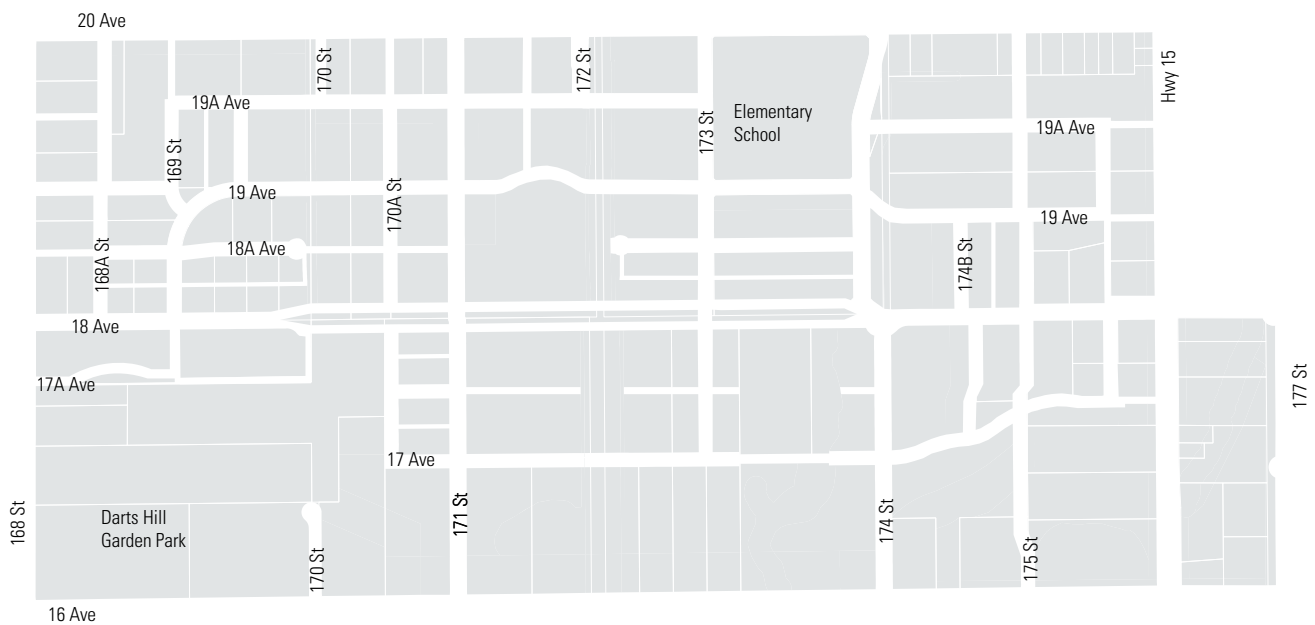 20 Ave
170 St
172 St
Hwy 15
19A Ave
Elementary
School
173 St
19A Ave
169 St
19 Ave
170A St
19 Ave
18A Ave
168A St
174B St
18 Ave
17A Ave
177 St
17 Ave
168 St
Darts Hill
Garden Park
171 St
174 St
170 St
175 St
16 Ave